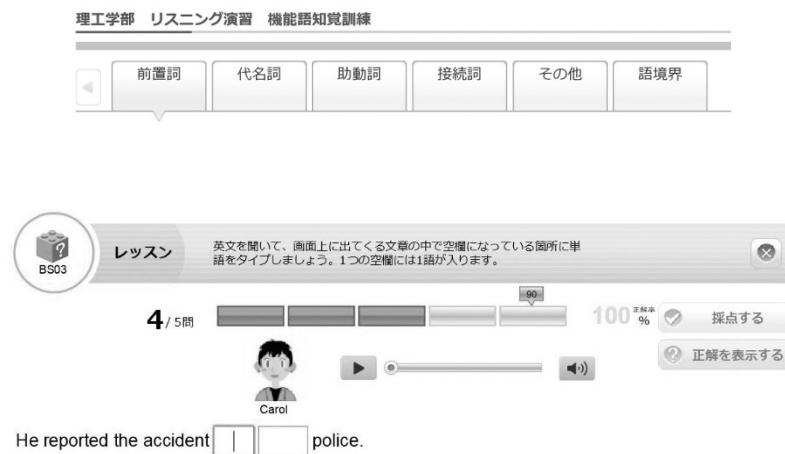 理工学部 リスニング演習 機能語知覚訓練
前置詞 代名詞 助動詞 接続詞 その他 語境界
BS03
レッスン
英文を聞いて、画面上に出てくる文章の中で空欄になっている箇所に単
語をタイプしましょう。1つの空欄には1語が入ります。
90
4 / 5問
100 正解率 %
採点する
正解を表示する
Carol
He reported the accident police.